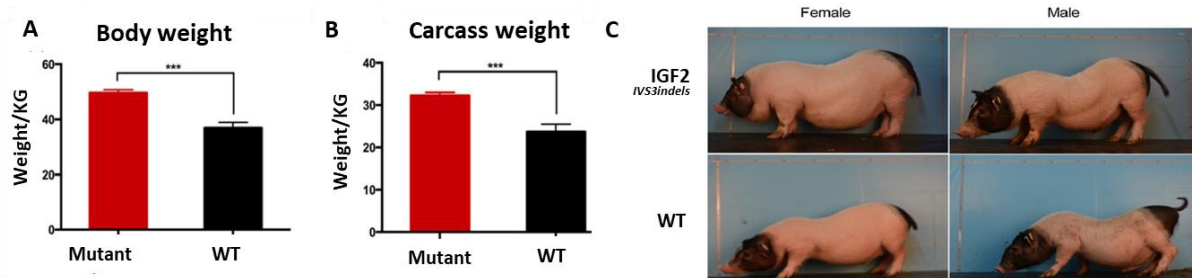 A
Body weight
***
Weight/KG
60
40
20
0
Mutant
WT
B
Carcass weight
***
Weight/KG
40
30
20
10
0
Mutant
WT
C
Female
Male
IGF2
IVS3indels
WT